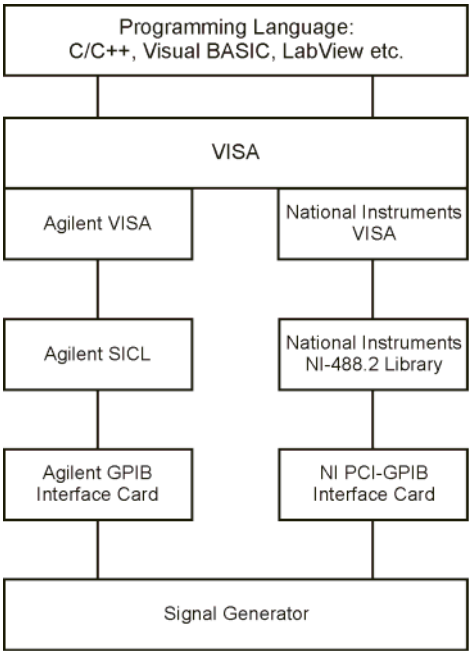 Programming Language:
C/C++, Visual BASIC, LabView etc.
VISA
Agilent VISA
National Instruments
VISA
Agilent SICL
National Instruments
NI-488.2 Library
Agilent GPIB
Interface Card
NI PCI-GPIB
Interface Card
Signal Generator